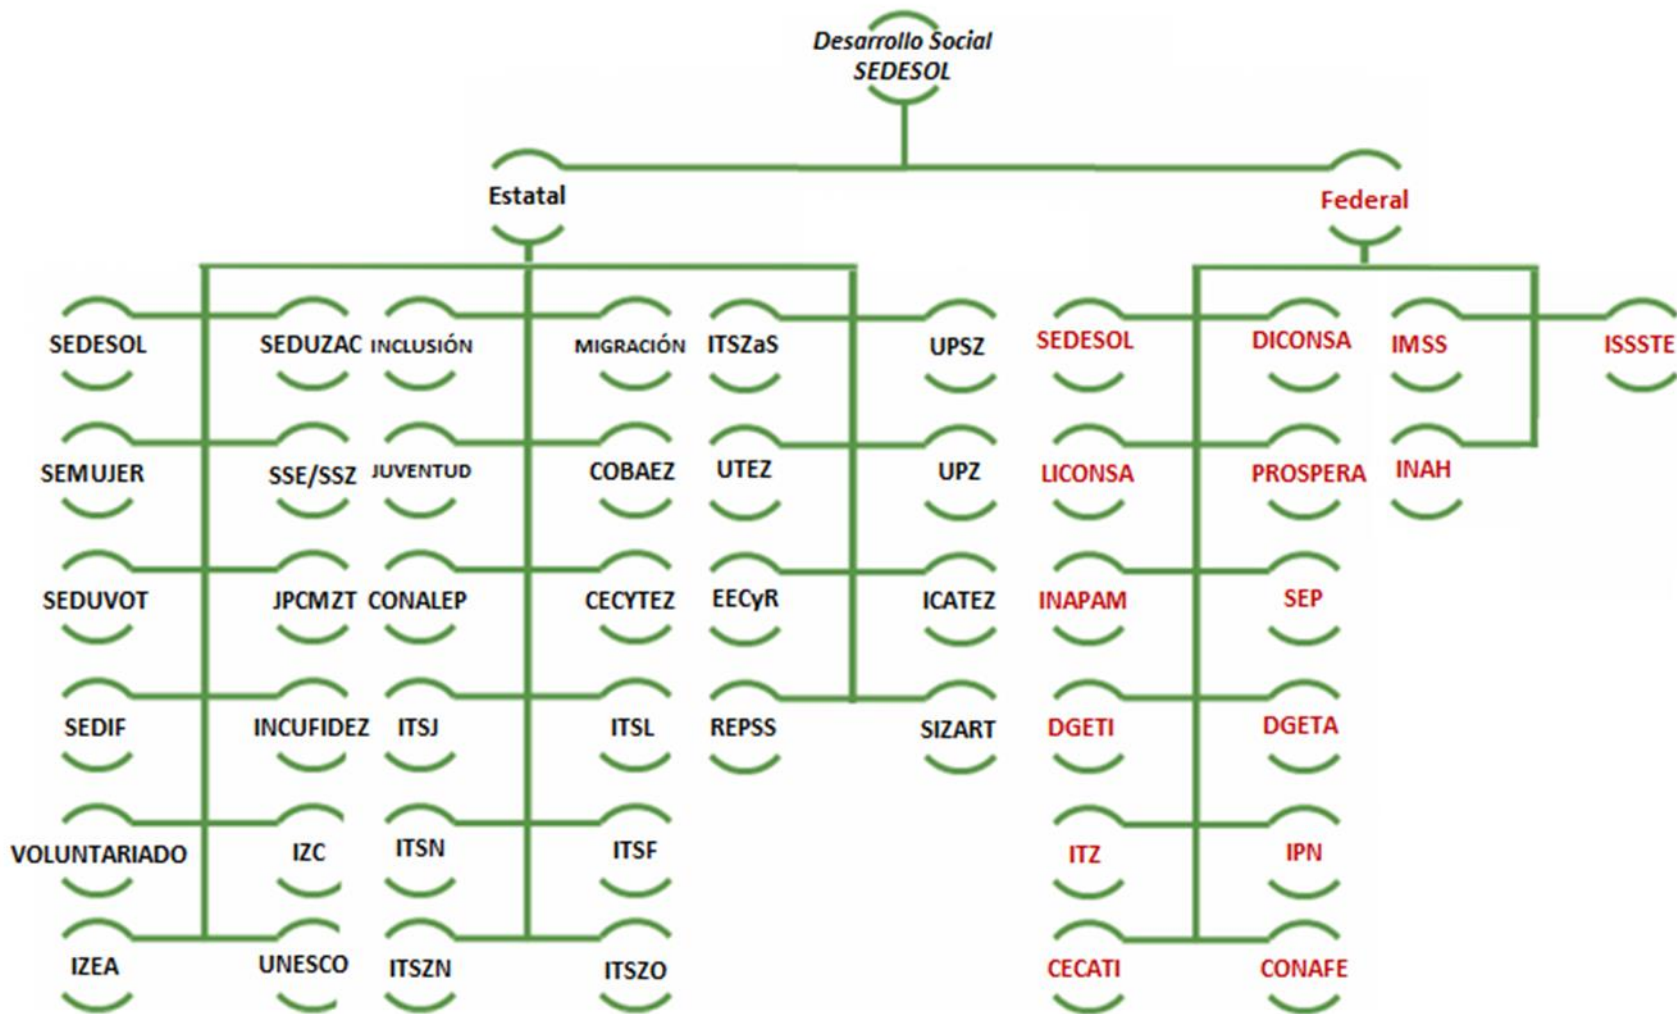 Desarrollo Social
SEDESOL
Estatal
Federal
SEDESOL SEDUZAC INCLUSIÓN MIGRACIÓN ITSZaS UPSZ SEDESOL DICONSA IMSS ISSSTE
SEMUJER SSE/SSZ JUVENTUD COBAEZ UTEZ UPZ LICONSA PROSPERA INAH
SEDUVOT JPCMZT CONALEP CECYTEZ EECyR ICATEZ INAPAM SEP
SEDIF INCUFIDEZ ITSJ ITSL REPSS SIZART DGETI DGETA
VOLUNTARIADO IZC ITSN ITSF ITZ IPN
IZEA UNESCO ITSZN ITSZO CECATI CONAFE